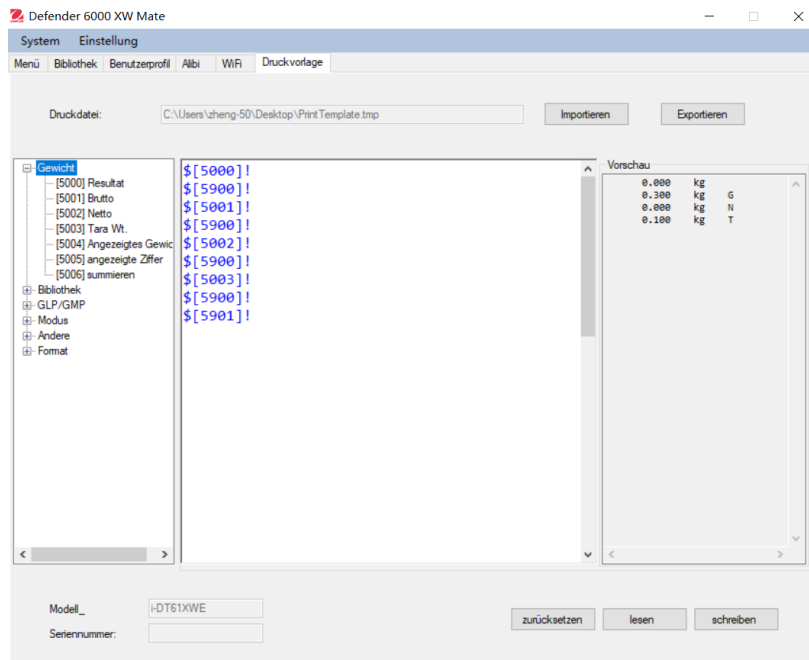 Defender 6000 XW Mate
System Einstellung
Menü Bibliothek Benutzerprofil Alibi WiFi Druckvorlage
Druckdatei: C:\Users\zheng-50\Desktop\PrintTemplate.tmp Importieren Exportieren
Gewicht
[5000] Resultat
[5001] Brutto
[5002] Netto
[5003] Tara Wt.
[5004] Angezeigtes Gewic
[5005] angezeigte Ziffer
[5006] summieren
Bibliothek
GLP/GMP
Modus
Andere
Format
$[5000]!
$[5900]!
$[5001]!
$[5900]!
$[5002]!
$[5900]!
$[5003]!
$[5900]!
$[5901]!
Vorschau
0.000 kg
0.300 kg G
0.000 kg N
0.100 kg T
Modell_ i-DT61XWE
Seriennummer:
zurücksetzen lesen schreiben